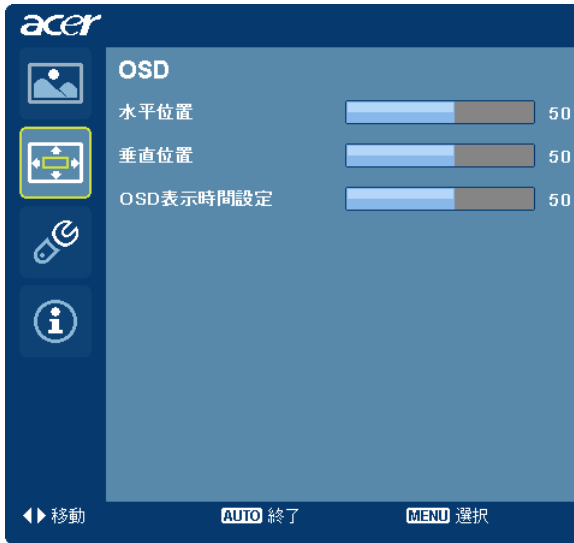 acer
OSD
水平位置 50
垂直位置 50
OSD表示時間設定 50
移動 AUTO 終了 MENU 選択